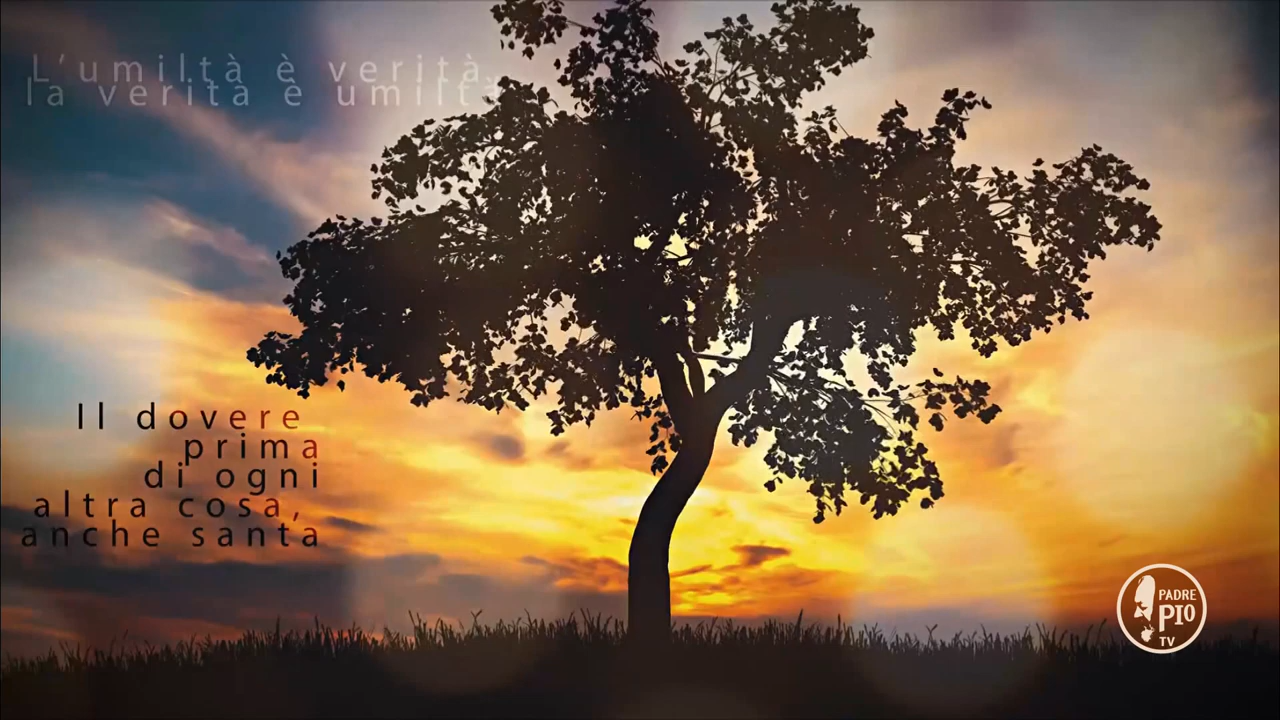 L'umiltà è verità,
la verità è umiltà
Il dovere
prima
di ogni
altra cosa,
anche santa
PADRE
PIO
TV